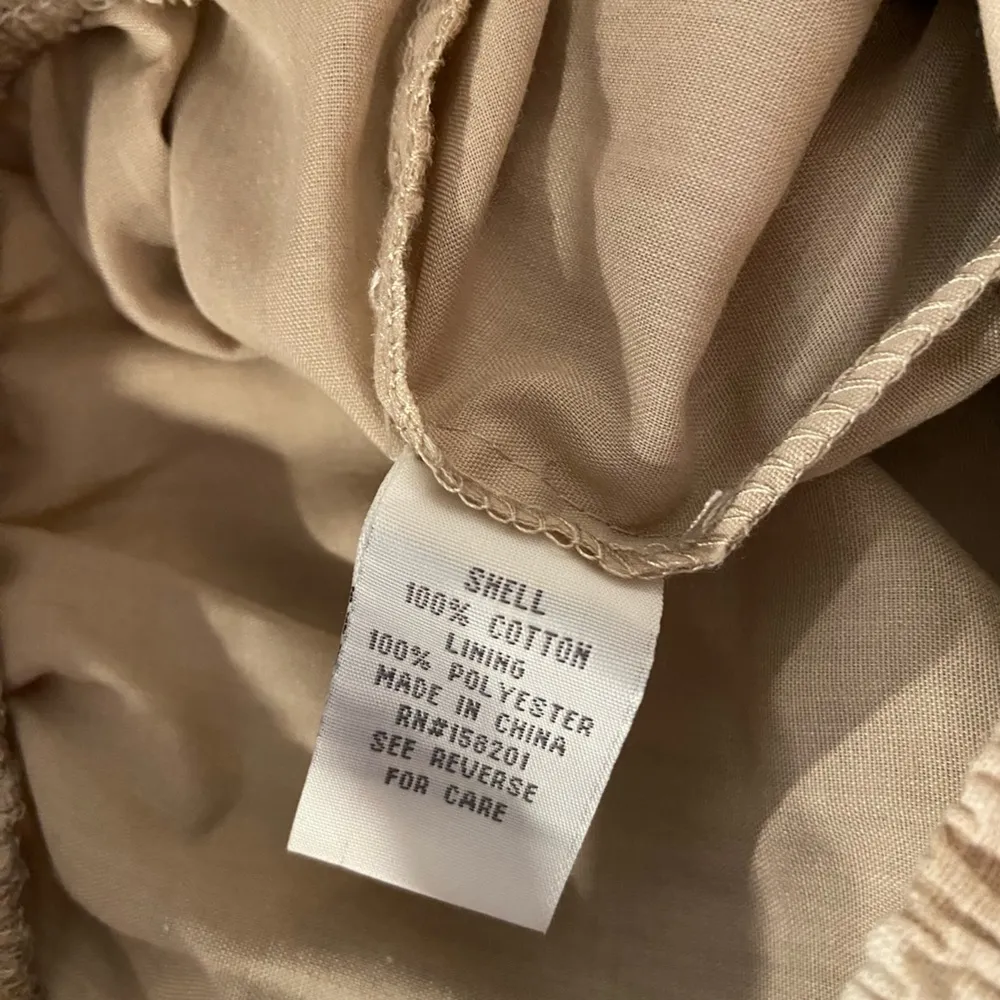 SHELL
100% COTTON
LINING
100% POLYESTER
MADE IN CHINA
RN#158201
SEE REVERSE
FOR CARE